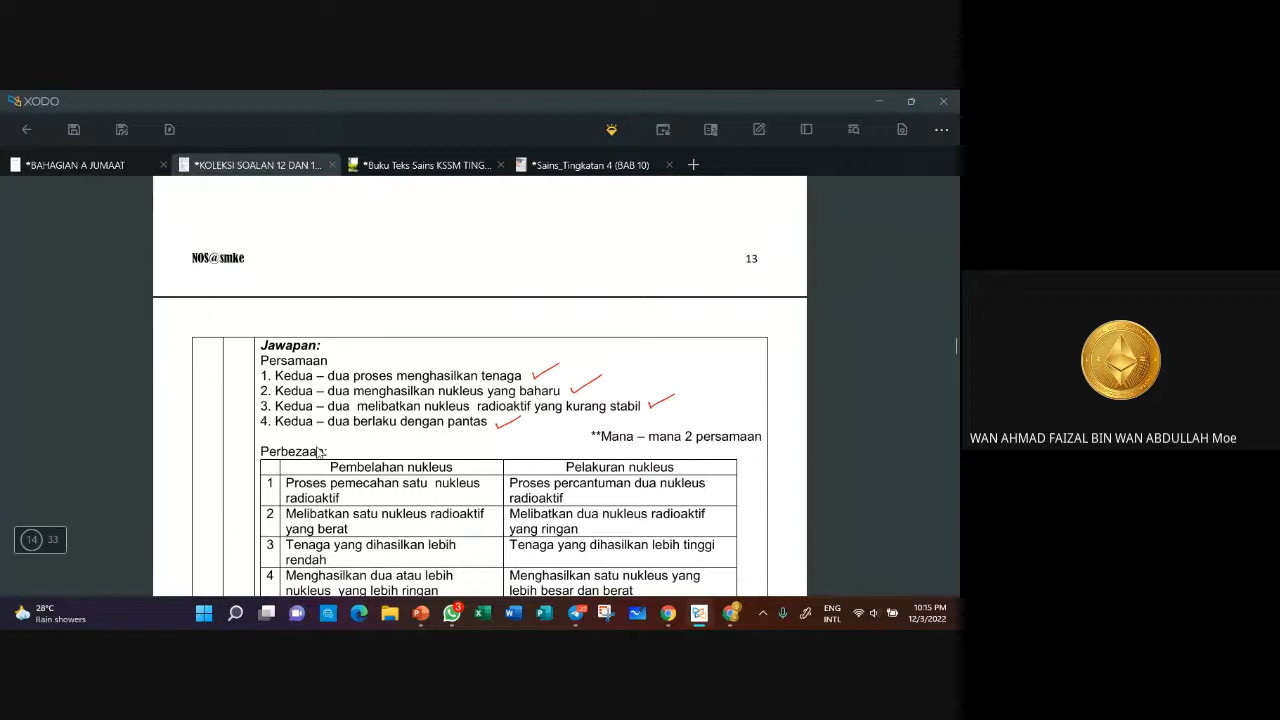 XODO
*BAHAGIAN A JUMAAT
*KOLEKSI SOALAN 12 DAN 1...
*Buku Teks Sains KSSM TING...
*Sains_Tingkatan 4 (BAB 10)
NOS@smke
13
Jawapan:
Persamaan
1. Kedua – dua proses menghasilkan tenaga
2. Kedua – dua menghasilkan nukleus yang baharu
3. Kedua – dua melibatkan nukleus radioaktif yang kurang stabil
4. Kedua – dua berlaku dengan pantas
**Mana – mana 2 persamaan
Perbezaan:
Pembelahan nukleus
Pelakuran nukleus
1
Proses pemecahan satu nukleus
radioaktif
Proses percantuman dua nukleus
radioaktif
2
Melibatkan satu nukleus radioaktif
yang berat
Melibatkan dua nukleus radioaktif
yang ringan
3
Tenaga yang dihasilkan lebih
rendah
Tenaga yang dihasilkan lebih tinggi
4
Menghasilkan dua atau lebih
nukleus yang lebih ringan
Menghasilkan satu nukleus yang
lebih besar dan berat
14 33
WAN AHMAD FAIZAL BIN WAN ABDULLAH Moe
28°C
Rain showers
3
ENG
INTL
10:15 PM
12/3/2022